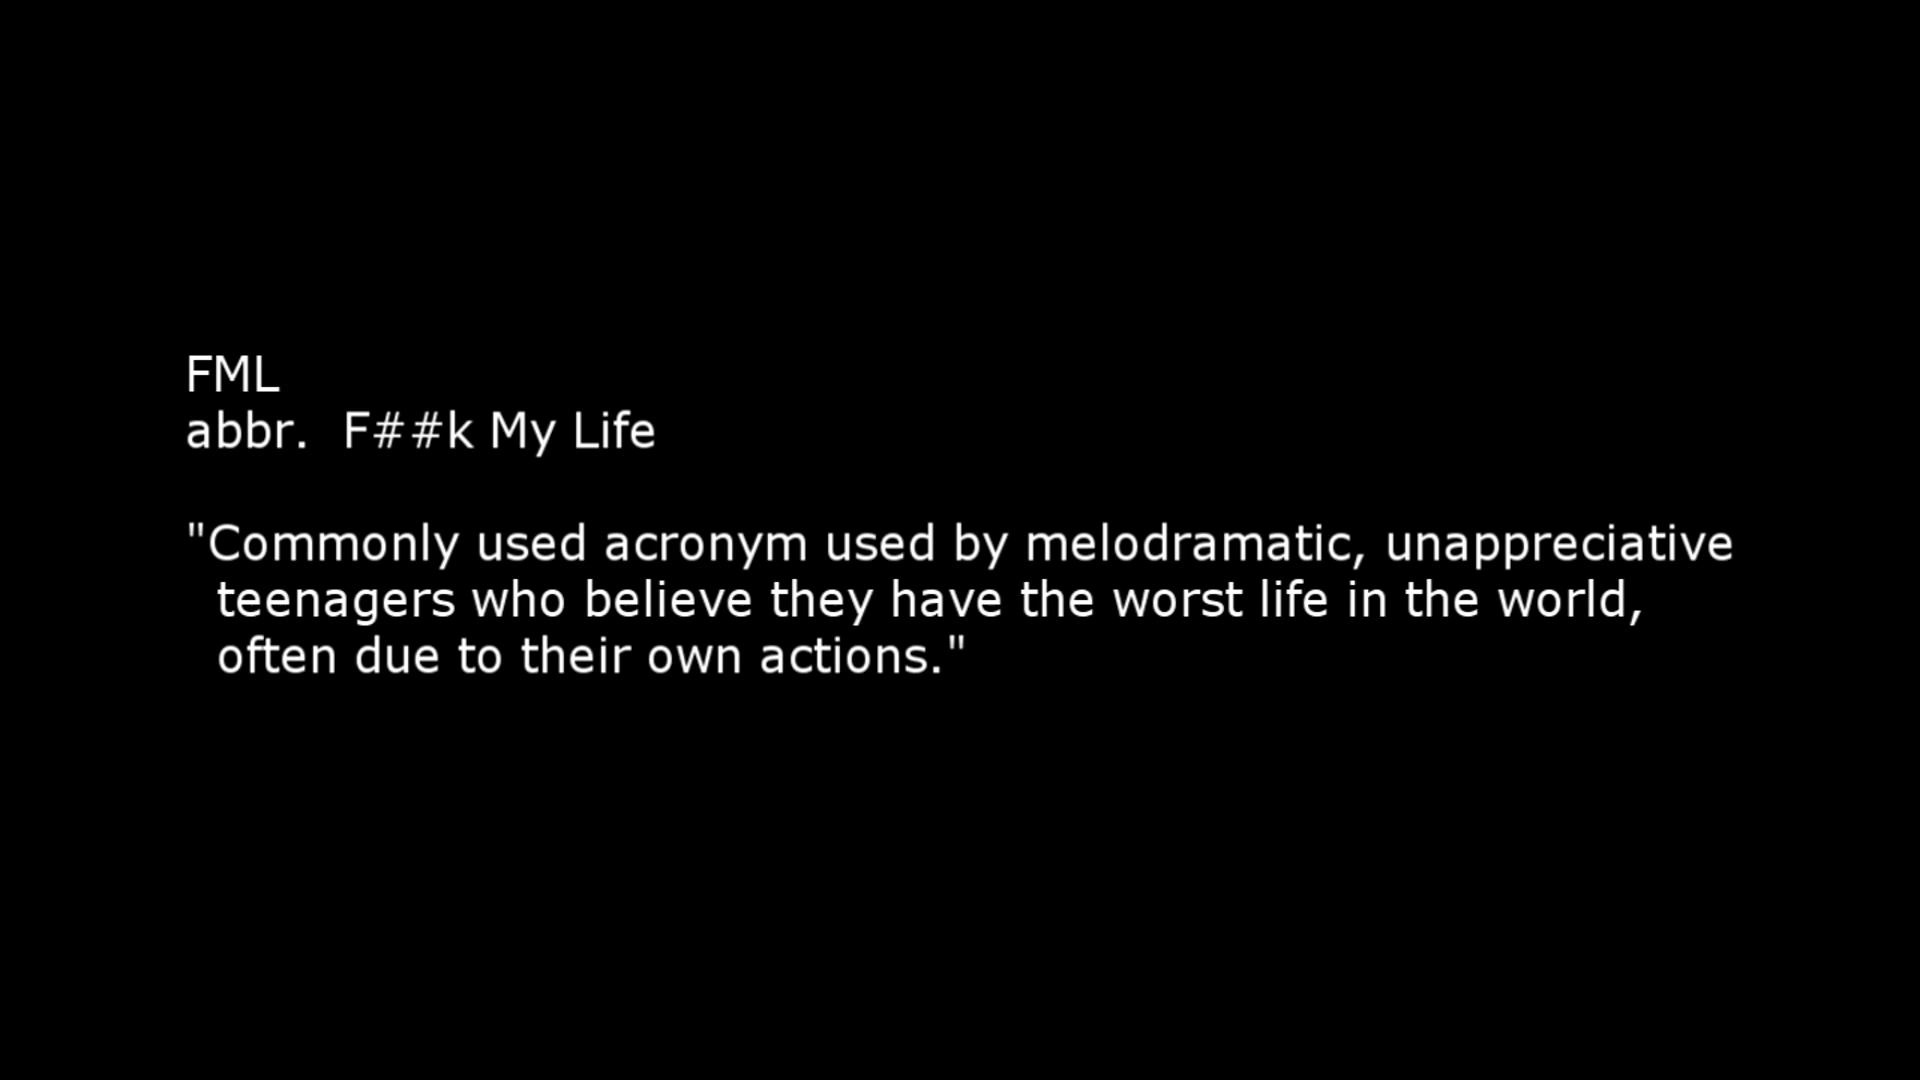 FML
abbr.  F##k My Life
"Commonly used acronym used by melodramatic, unappreciative
teenagers who believe they have the worst life in the world,
often due to their own actions."